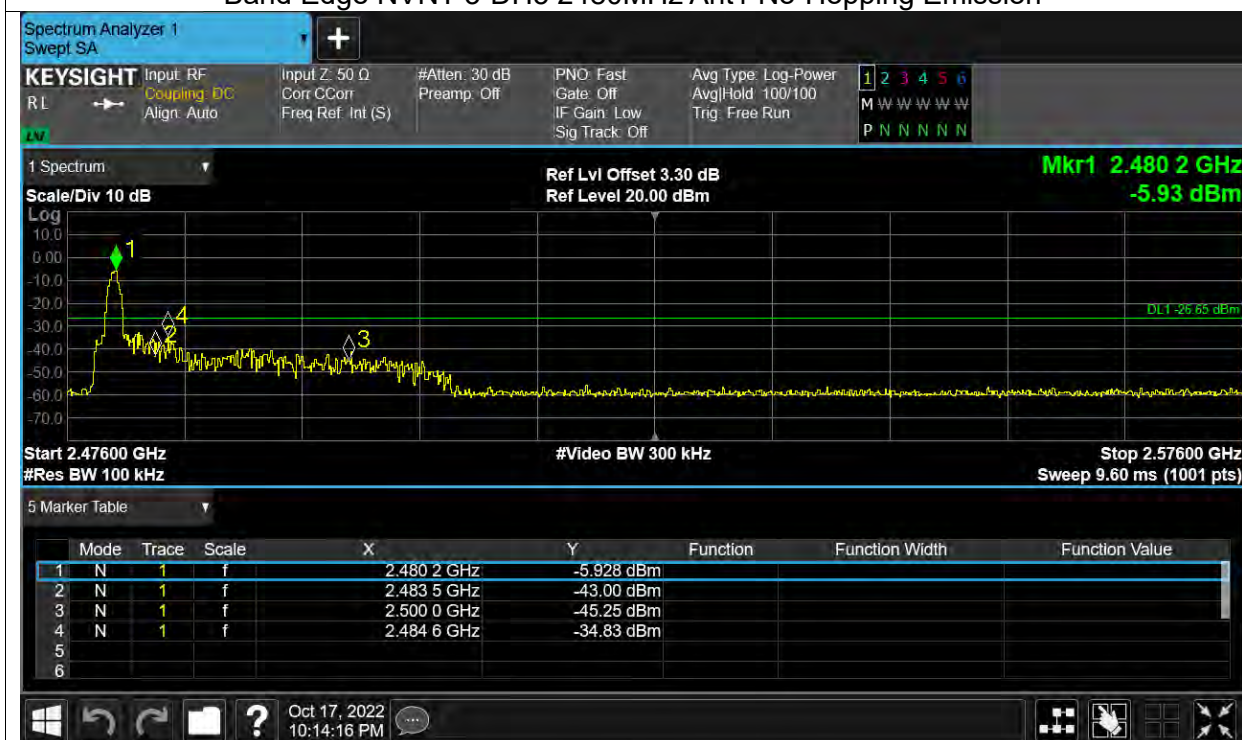 Band Edge NVNT 3-DH5 2480MHz Ant1 No-Hopping Emission
Spectrum Analyzer 1
Swept SA
+
KEYSIGHT Input: RF Input Z: 50 Ω #Atten: 30 dB PNO: Fast Avg Type: Log-Power 1 2 3 4 5 6
RL Coupling: DC Corr CCorr Preamp: Off Gate: Off Avg|Hold: 100/100 M W W W W W W
Align: Auto Freq Ref: Int (S) IF Gain: Low Trig: Free Run
Sig Track: Off P N N N N N N
1 Spectrum Ref Lvl Offset 3.30 dB Mkr1 2.480 2 GHz
Scale/Div 10 dB Ref Level 20.00 dBm -5.93 dBm
Log
10.0
1
0.00
-10.0
-20.0
DL1 -26.65 dBm
4
-30.0
2
3
-40.0
-50.0
-60.0
-70.0
Start 2.47600 GHz #Video BW 300 kHz Stop 2.57600 GHz
#Res BW 100 kHz Sweep 9.60 ms (1001 pts)
5 Marker Table
Mode Trace Scale X Y Function Function Width Function Value
1 N 1 f 2.480 2 GHz -5.928 dBm
2 N 1 f 2.483 5 GHz -43.00 dBm
3 N 1 f 2.500 0 GHz -45.25 dBm
4 N 1 f 2.484 6 GHz -34.83 dBm
5
6
? Oct 17, 2022
10:14:16 PM